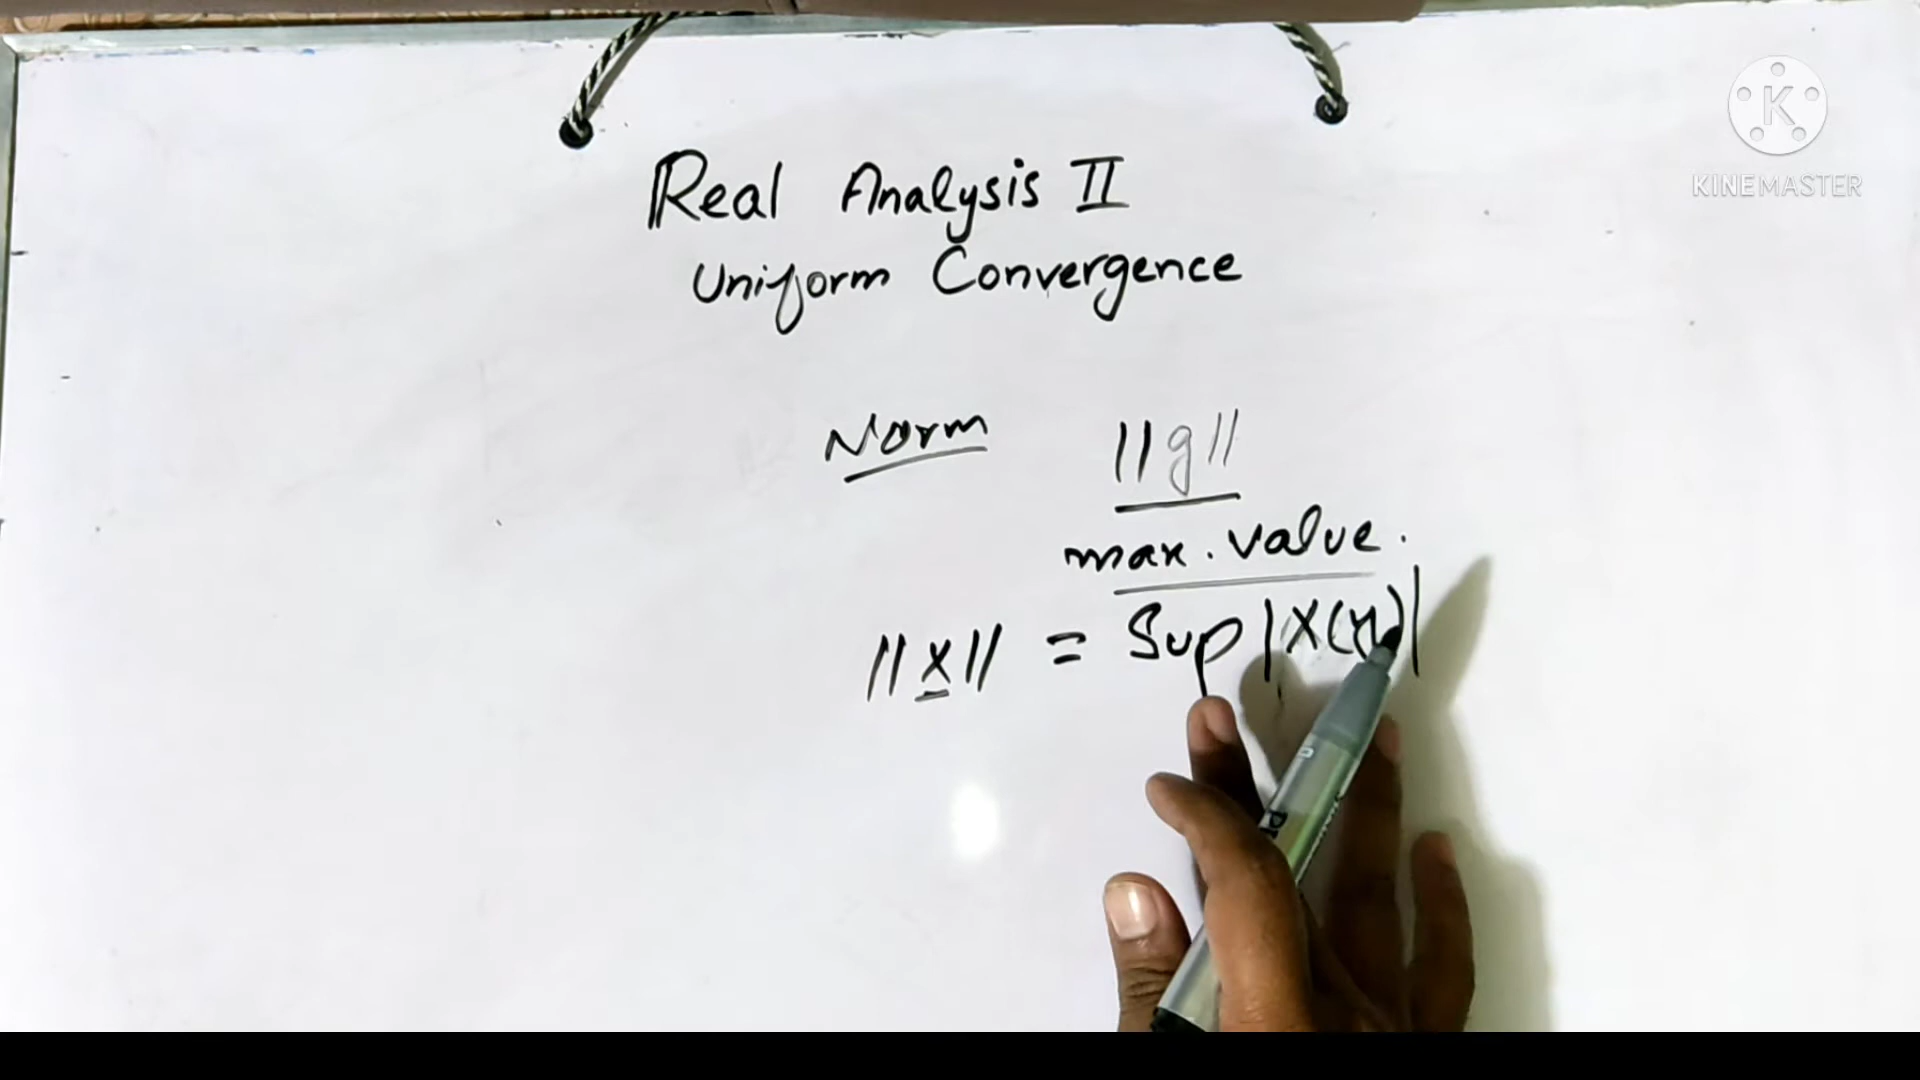 Real Analysis II
Uniform Convergence
Norm ||g||
max. value.
||x|| = Sup |X(x)|
K
KINEMASTER